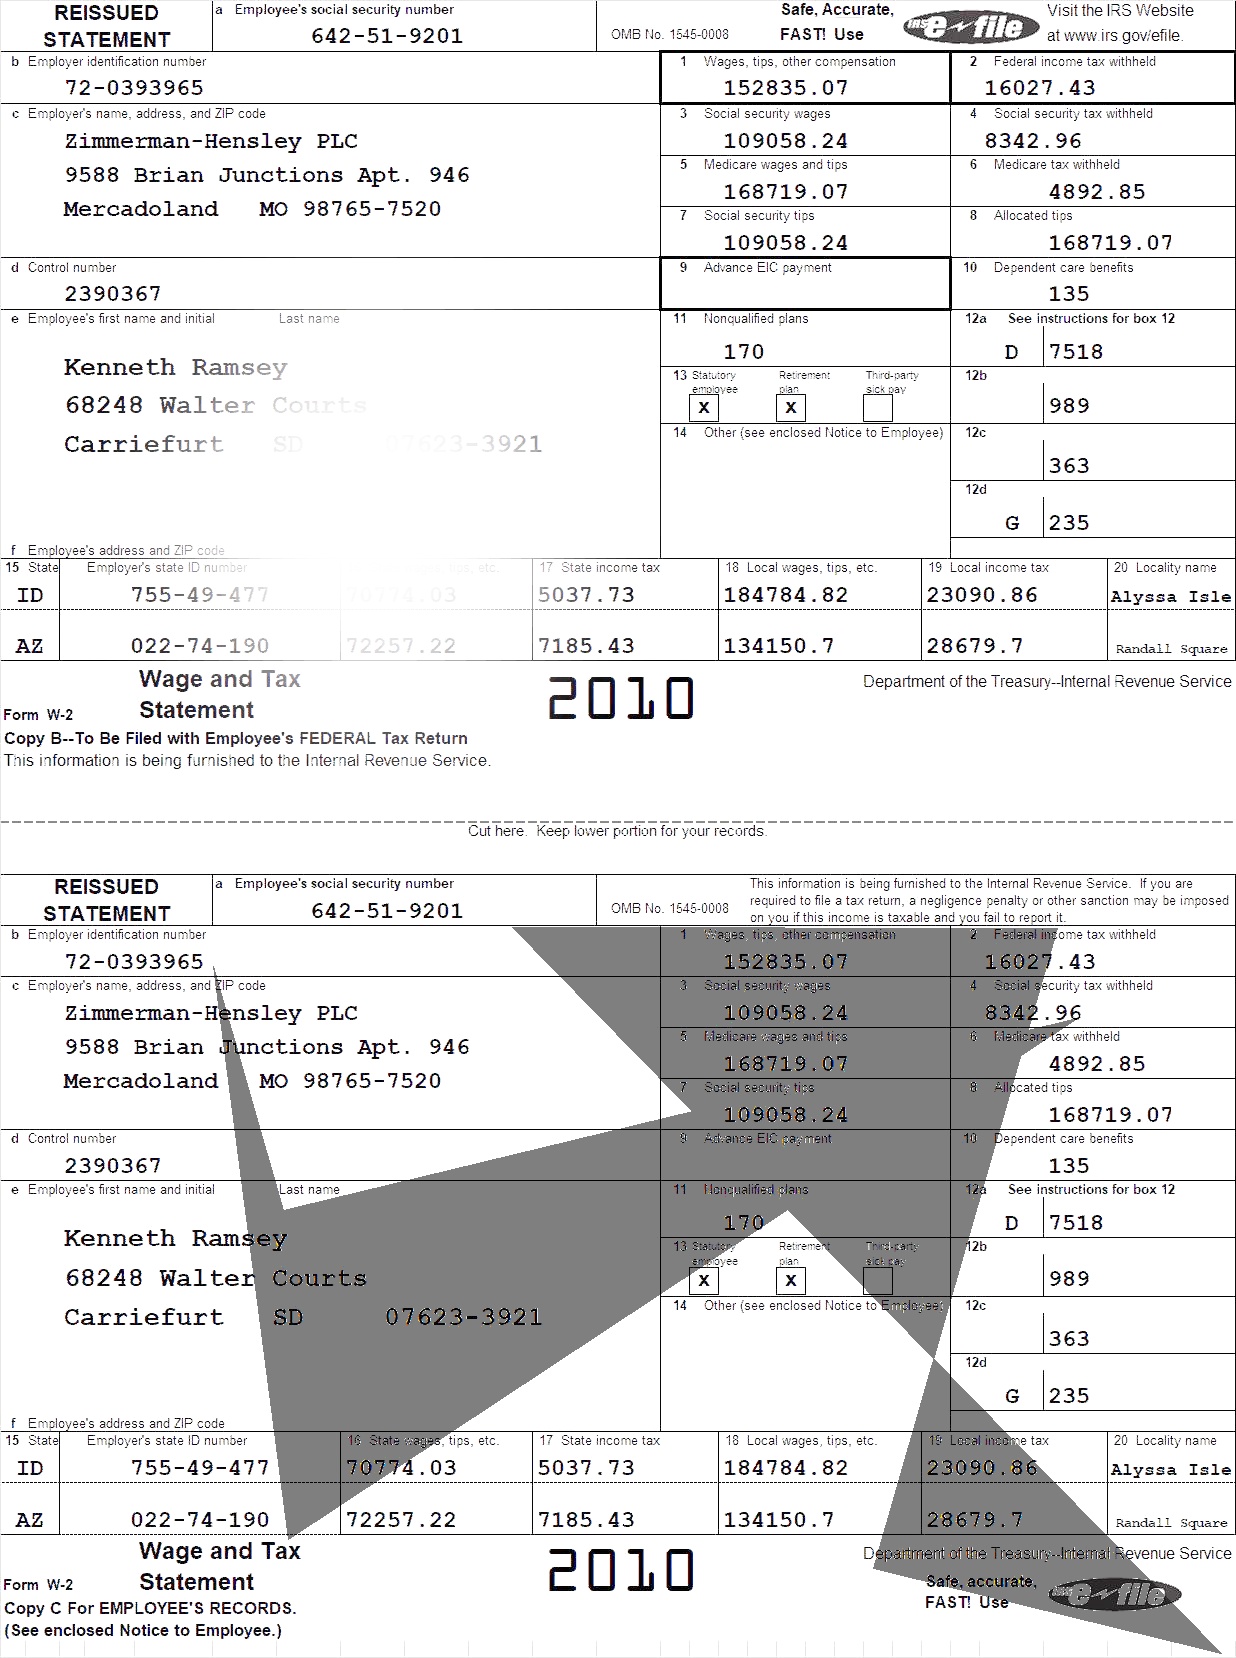 REISSUED STATEMENT
a Employee's social security number
642-51-9201
OMB No. 1545-0008
Safe, Accurate, FAST! Use
IRS e-file
Visit the IRS Website at www.irs.gov/efile.
b Employer identification number
72-0393965
1 Wages, tips, other compensation
152835.07
2 Federal income tax withheld
16027.43
c Employer's name, address, and ZIP code
Zimmerman-Hensley PLC
9588 Brian Junctions Apt. 946
Mercadoland MO 98765-7520
3 Social security wages
109058.24
4 Social security tax withheld
8342.96
5 Medicare wages and tips
168719.07
6 Medicare tax withheld
4892.85
7 Social security tips
109058.24
8 Allocated tips
168719.07
d Control number
2390367
9 Advance EIC payment
10 Dependent care benefits
135
e Employee's first name and initial Last name
Kenneth Ramsey
68248 Walter Courts
Carriefurt SD 07623-3921
11 Nonqualified plans
170
12a See instructions for box 12
D 7518
13 Statutory employee Retirement plan Third-party sick pay
X X
12b
989
14 Other (see enclosed Notice to Employee)
12c
363
12d
G 235
f Employee's address and ZIP code
15 State Employer's state ID number tips, etc. 17 State income tax 18 Local wages, tips, etc. 19 Local income tax 20 Locality name
ID 755-49-477 70774.03 5037.73 184784.82 23090.86 Alyssa Isle
AZ 022-74-190 72257.22 7185.43 134150.7 28679.7 Randall Square
Wage and Tax Statement
Form W-2
2010
Department of the Treasury--Internal Revenue Service
Copy B--To Be Filed with Employee's FEDERAL Tax Return
This information is being furnished to the Internal Revenue Service.
Cut here. Keep lower portion for your records.
REISSUED STATEMENT
a Employee's social security number
642-51-9201
OMB No. 1545-0008
This information is being furnished to the Internal Revenue Service. If you are
required to file a tax return, a negligence penalty or other sanction may be imposed
on you if this income is taxable and you fail to report it.
b Employer identification number
72-0393965
1 Wages, tips, other compensation
152835.07
2 Federal income tax withheld
16027.43
c Employer's name, address, and ZIP code
Zimmerman-Hensley PLC
9588 Brian Junctions Apt. 946
Mercadoland MO 98765-7520
3 Social security wages
109058.24
4 Social security tax withheld
8342.96
5 Medicare wages and tips
168719.07
6 Medicare tax withheld
4892.85
7 Social security tips
109058.24
8 Allocated tips
168719.07
d Control number
2390367
9 Advance EIC payment
10 Dependent care benefits
135
e Employee's first name and initial Last name
Kenneth Ramsey
68248 Walter Courts
Carriefurt SD 07623-3921
11 Nonqualified plans
170
12a See instructions for box 12
D 7518
13 Statutory employee Retirement plan Third-party sick pay
X X
12b
989
14 Other (see enclosed Notice to Employee)
12c
363
12d
G 235
f Employee's address and ZIP code
15 State Employer's state ID number 16 State wages, tips, etc. 17 State income tax 18 Local wages, tips, etc. 19 Local income tax 20 Locality name
ID 755-49-477 70774.03 5037.73 184784.82 23090.86 Alyssa Isle
AZ 022-74-190 72257.22 7185.43 134150.7 28679.7 Randall Square
Wage and Tax Statement
Form W-2
2010
Department of the Treasury--Internal Revenue Service
Safe, accurate, FAST! Use
IRS e-file
Copy C For EMPLOYEE'S RECORDS.
(See enclosed Notice to Employee.)